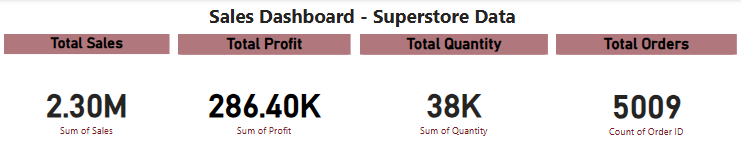 Sales Dashboard - Superstore Data
Total Sales
2.30M
Sum of Sales
Total Profit
286.40K
Sum of Profit
Total Quantity
38K
Sum of Quantity
Total Orders
5009
Count of Order ID